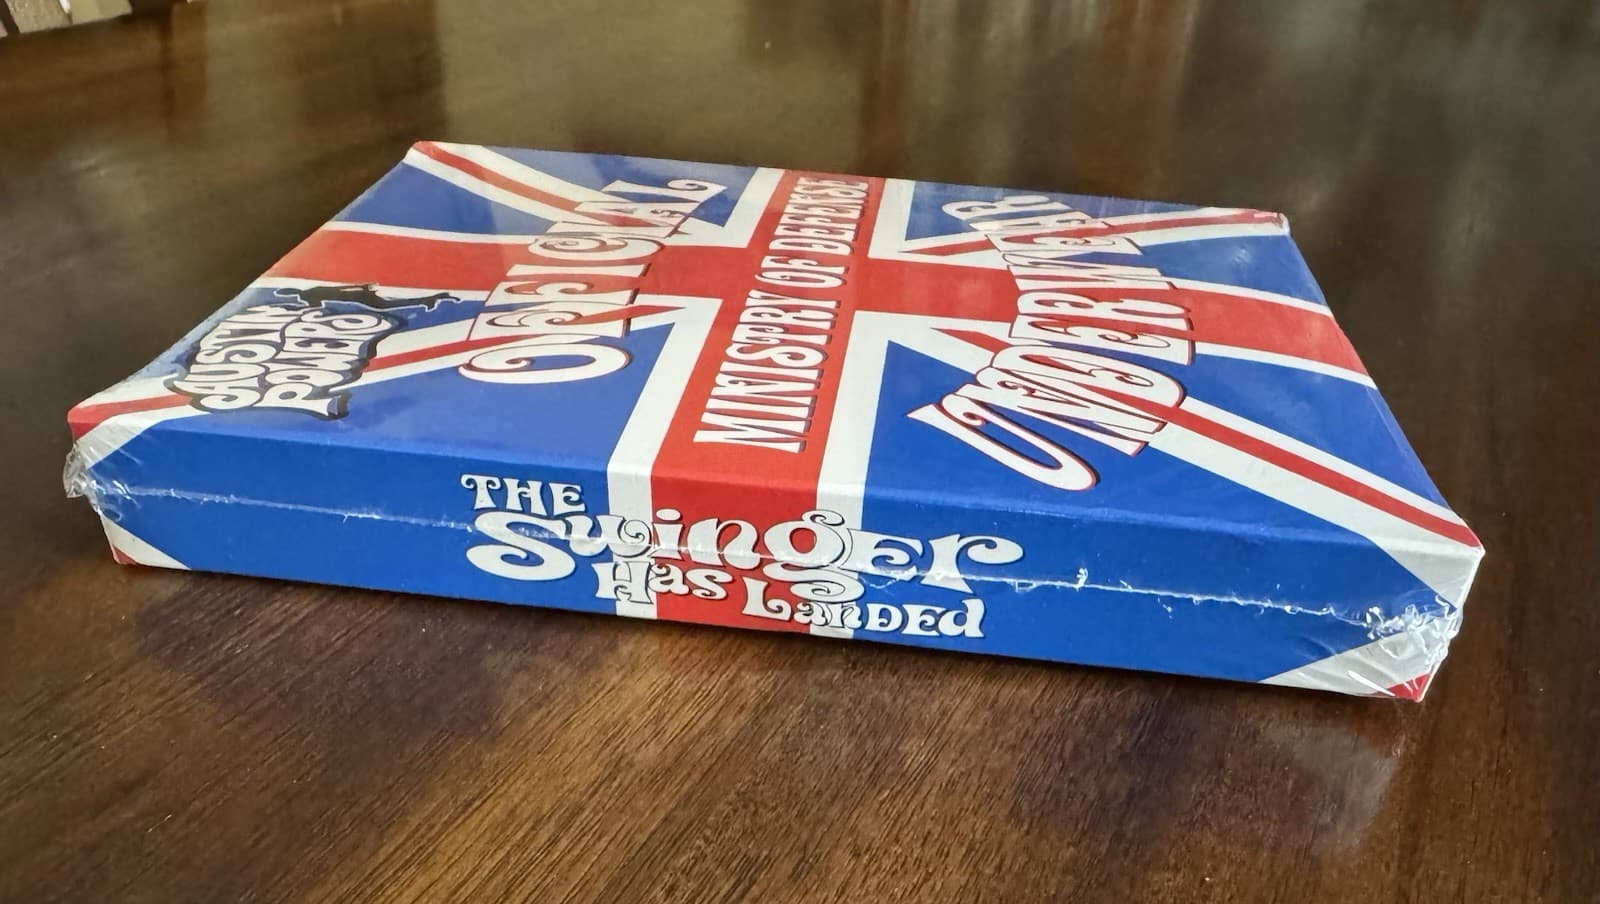 AUSTIN
POWERS
OFFICIAL
MINISTRY OF DEFENSE
UNDERWEAR
THE
Swinger
Has Landed